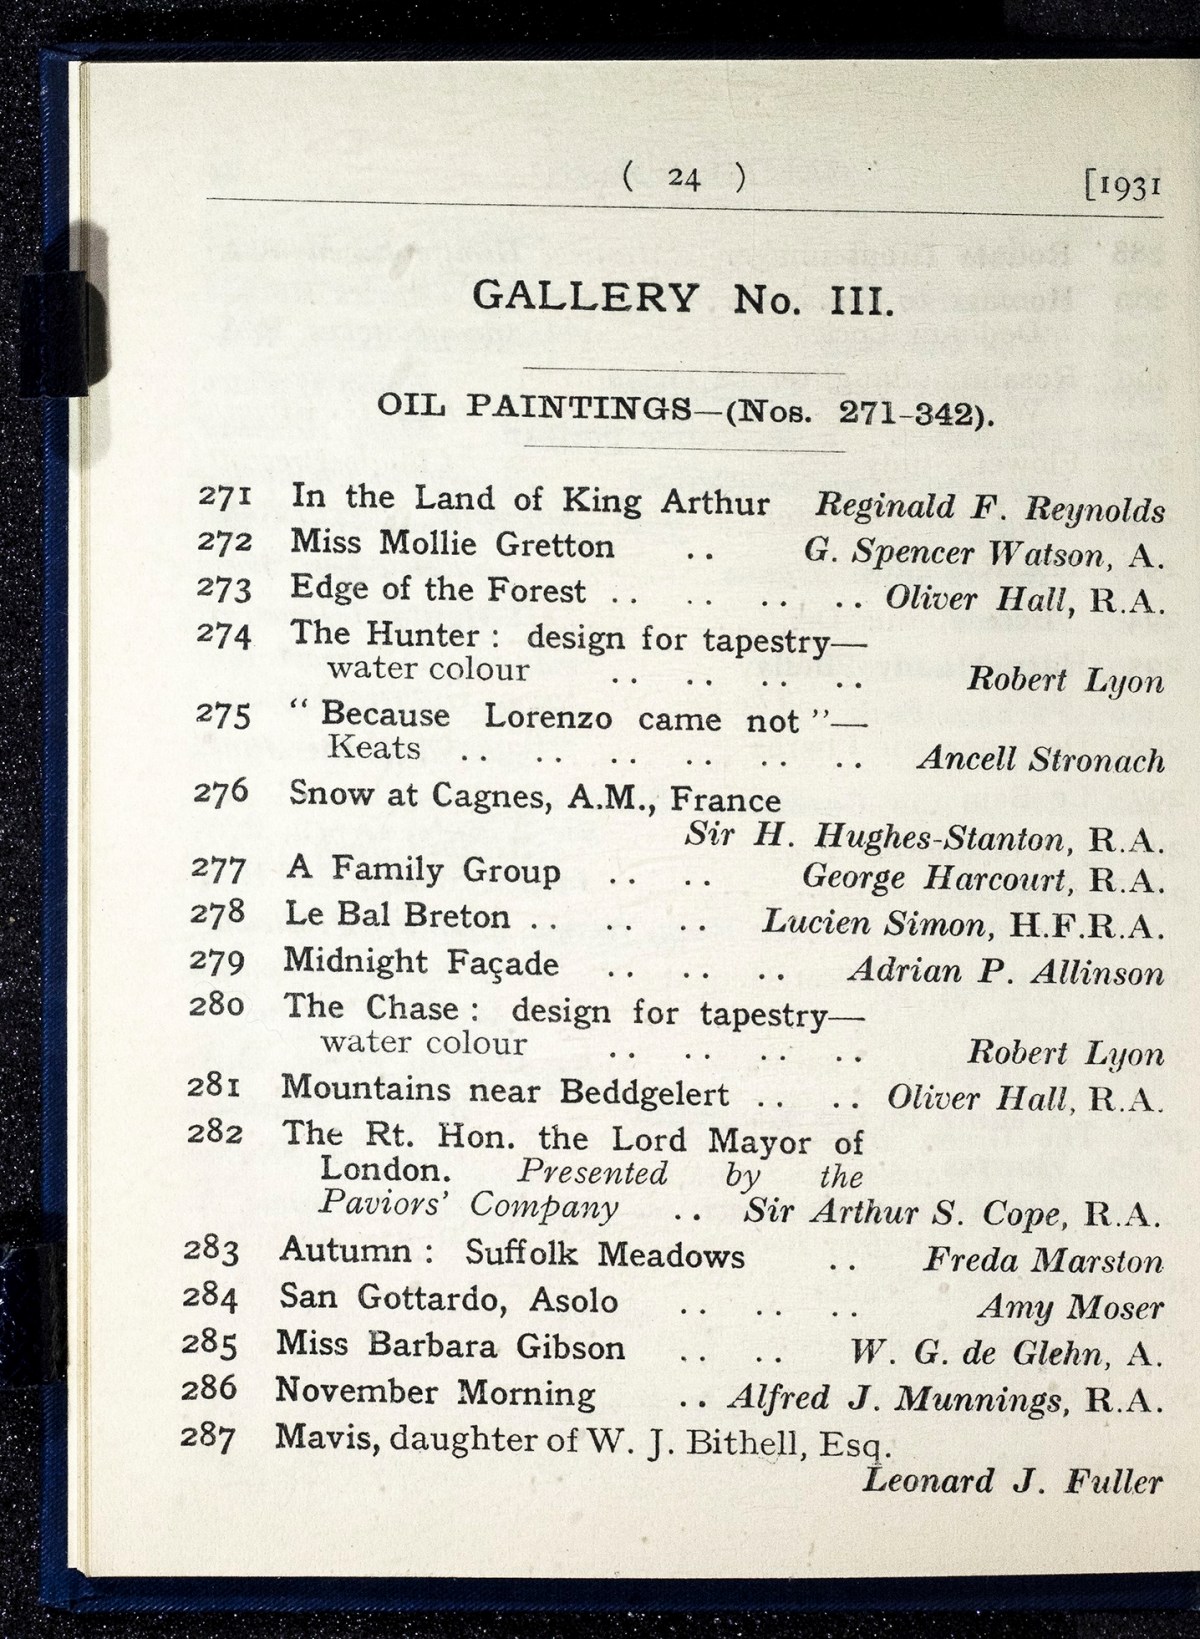 ( 24 ) [1931
GALLERY No. III.
OIL PAINTINGS—(Nos. 271-342).
271 In the Land of King Arthur Reginald F. Reynolds
272 Miss Mollie Gretton .. G. Spencer Watson, A.
273 Edge of the Forest .. .. .. .. Oliver Hall, R.A.
274 The Hunter : design for tapestry—
water colour .. .. .. .. Robert Lyon
275 “ Because Lorenzo came not ”—
Keats .. .. .. .. .. .. Ancell Stronach
276 Snow at Cagnes, A.M., France
Sir H. Hughes-Stanton, R.A.
277 A Family Group .. .. George Harcourt, R.A.
278 Le Bal Breton .. .. .. Lucien Simon, H.F.R.A.
279 Midnight Façade .. .. .. Adrian P. Allinson
280 The Chase : design for tapestry—
water colour .. .. .. .. Robert Lyon
281 Mountains near Beddgelert .. .. Oliver Hall, R.A.
282 The Rt. Hon. the Lord Mayor of
London. Presented by the
Paviors’ Company .. Sir Arthur S. Cope, R.A.
283 Autumn : Suffolk Meadows .. Freda Marston
284 San Gottardo, Asolo .. .. .. Amy Moser
285 Miss Barbara Gibson .. .. W. G. de Glehn, A.
286 November Morning .. Alfred J. Munnings, R.A.
287 Mavis, daughter of W. J. Bithell, Esq.
Leonard J. Fuller